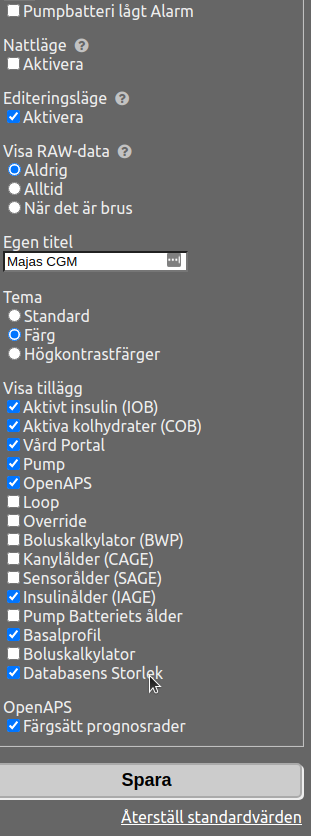 Pumpbatteri lågt Alarm
Nattläge ?
Aktivera
Editeringsläge ?
Aktivera
Visa RAW-data ?
Aldrig
Alltid
När det är brus
Egen titel
Majas CGM
Tema
Standard
Färg
Högkontrastfärger
Visa tillägg
Aktivt insulin (IOB)
Aktiva kolhydrater (COB)
Vård Portal
Pump
OpenAPS
Loop
Override
Boluskalkylator (BWP)
Kanylålder (CAGE)
Sensorålder (SAGE)
Insulinålder (IAGE)
Pump Batteriets ålder
Basalprofil
Boluskalkylator
Databasens Storlek
OpenAPS
Färgsätt prognosrader
Spara
Återställ standardvärden